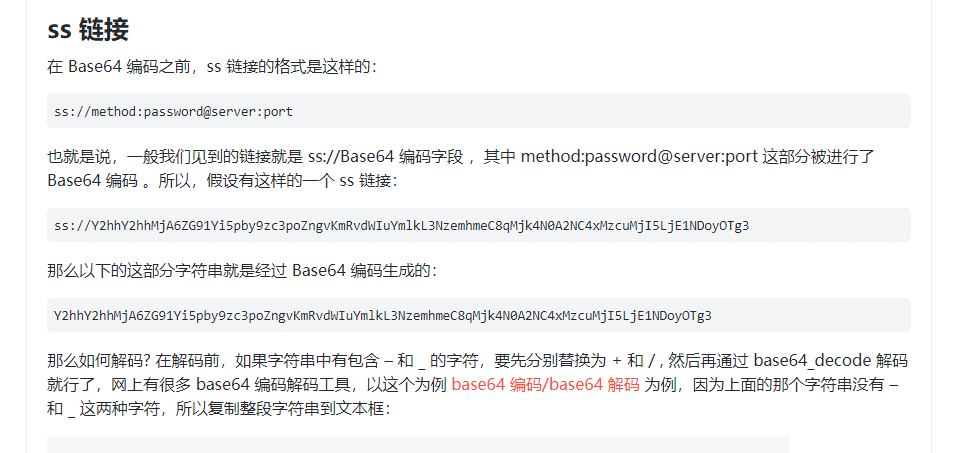 ss 链接
在 Base64 编码之前，ss 链接的格式是这样的：
ss://method:password@server:port
也就是说，一般我们见到的链接就是 ss://Base64 编码字段 ，其中 method:password@server:port 这部分被进行了
Base64 编码 。所以，假设有这样的一个 ss 链接：
ss://Y2hhY2hhMjA6ZG91Yi5pby9zc3poZngvKmRvdWIuYmlkL3NzemhmeC8qMjk4N0A2NC4xMzcuMjI5LjE1NDoyOTg3
那么以下的这部分字符串就是经过 Base64 编码生成的：
Y2hhY2hhMjA6ZG91Yi5pby9zc3poZngvKmRvdWIuYmlkL3NzemhmeC8qMjk4N0A2NC4xMzcuMjI5LjE1NDoyOTg3
那么如何解码? 在解码前，如果字符串中有包含 – 和 _ 的字符，要先分别替换为 + 和 / , 然后再通过 base64_decode 解码
就行了，网上有很多 base64 编码解码工具，以这个为例 base64 编码/base64 解码 为例，因为上面的那个字符串没有 –
和 _ 这两种字符，所以复制整段字符串到文本框：